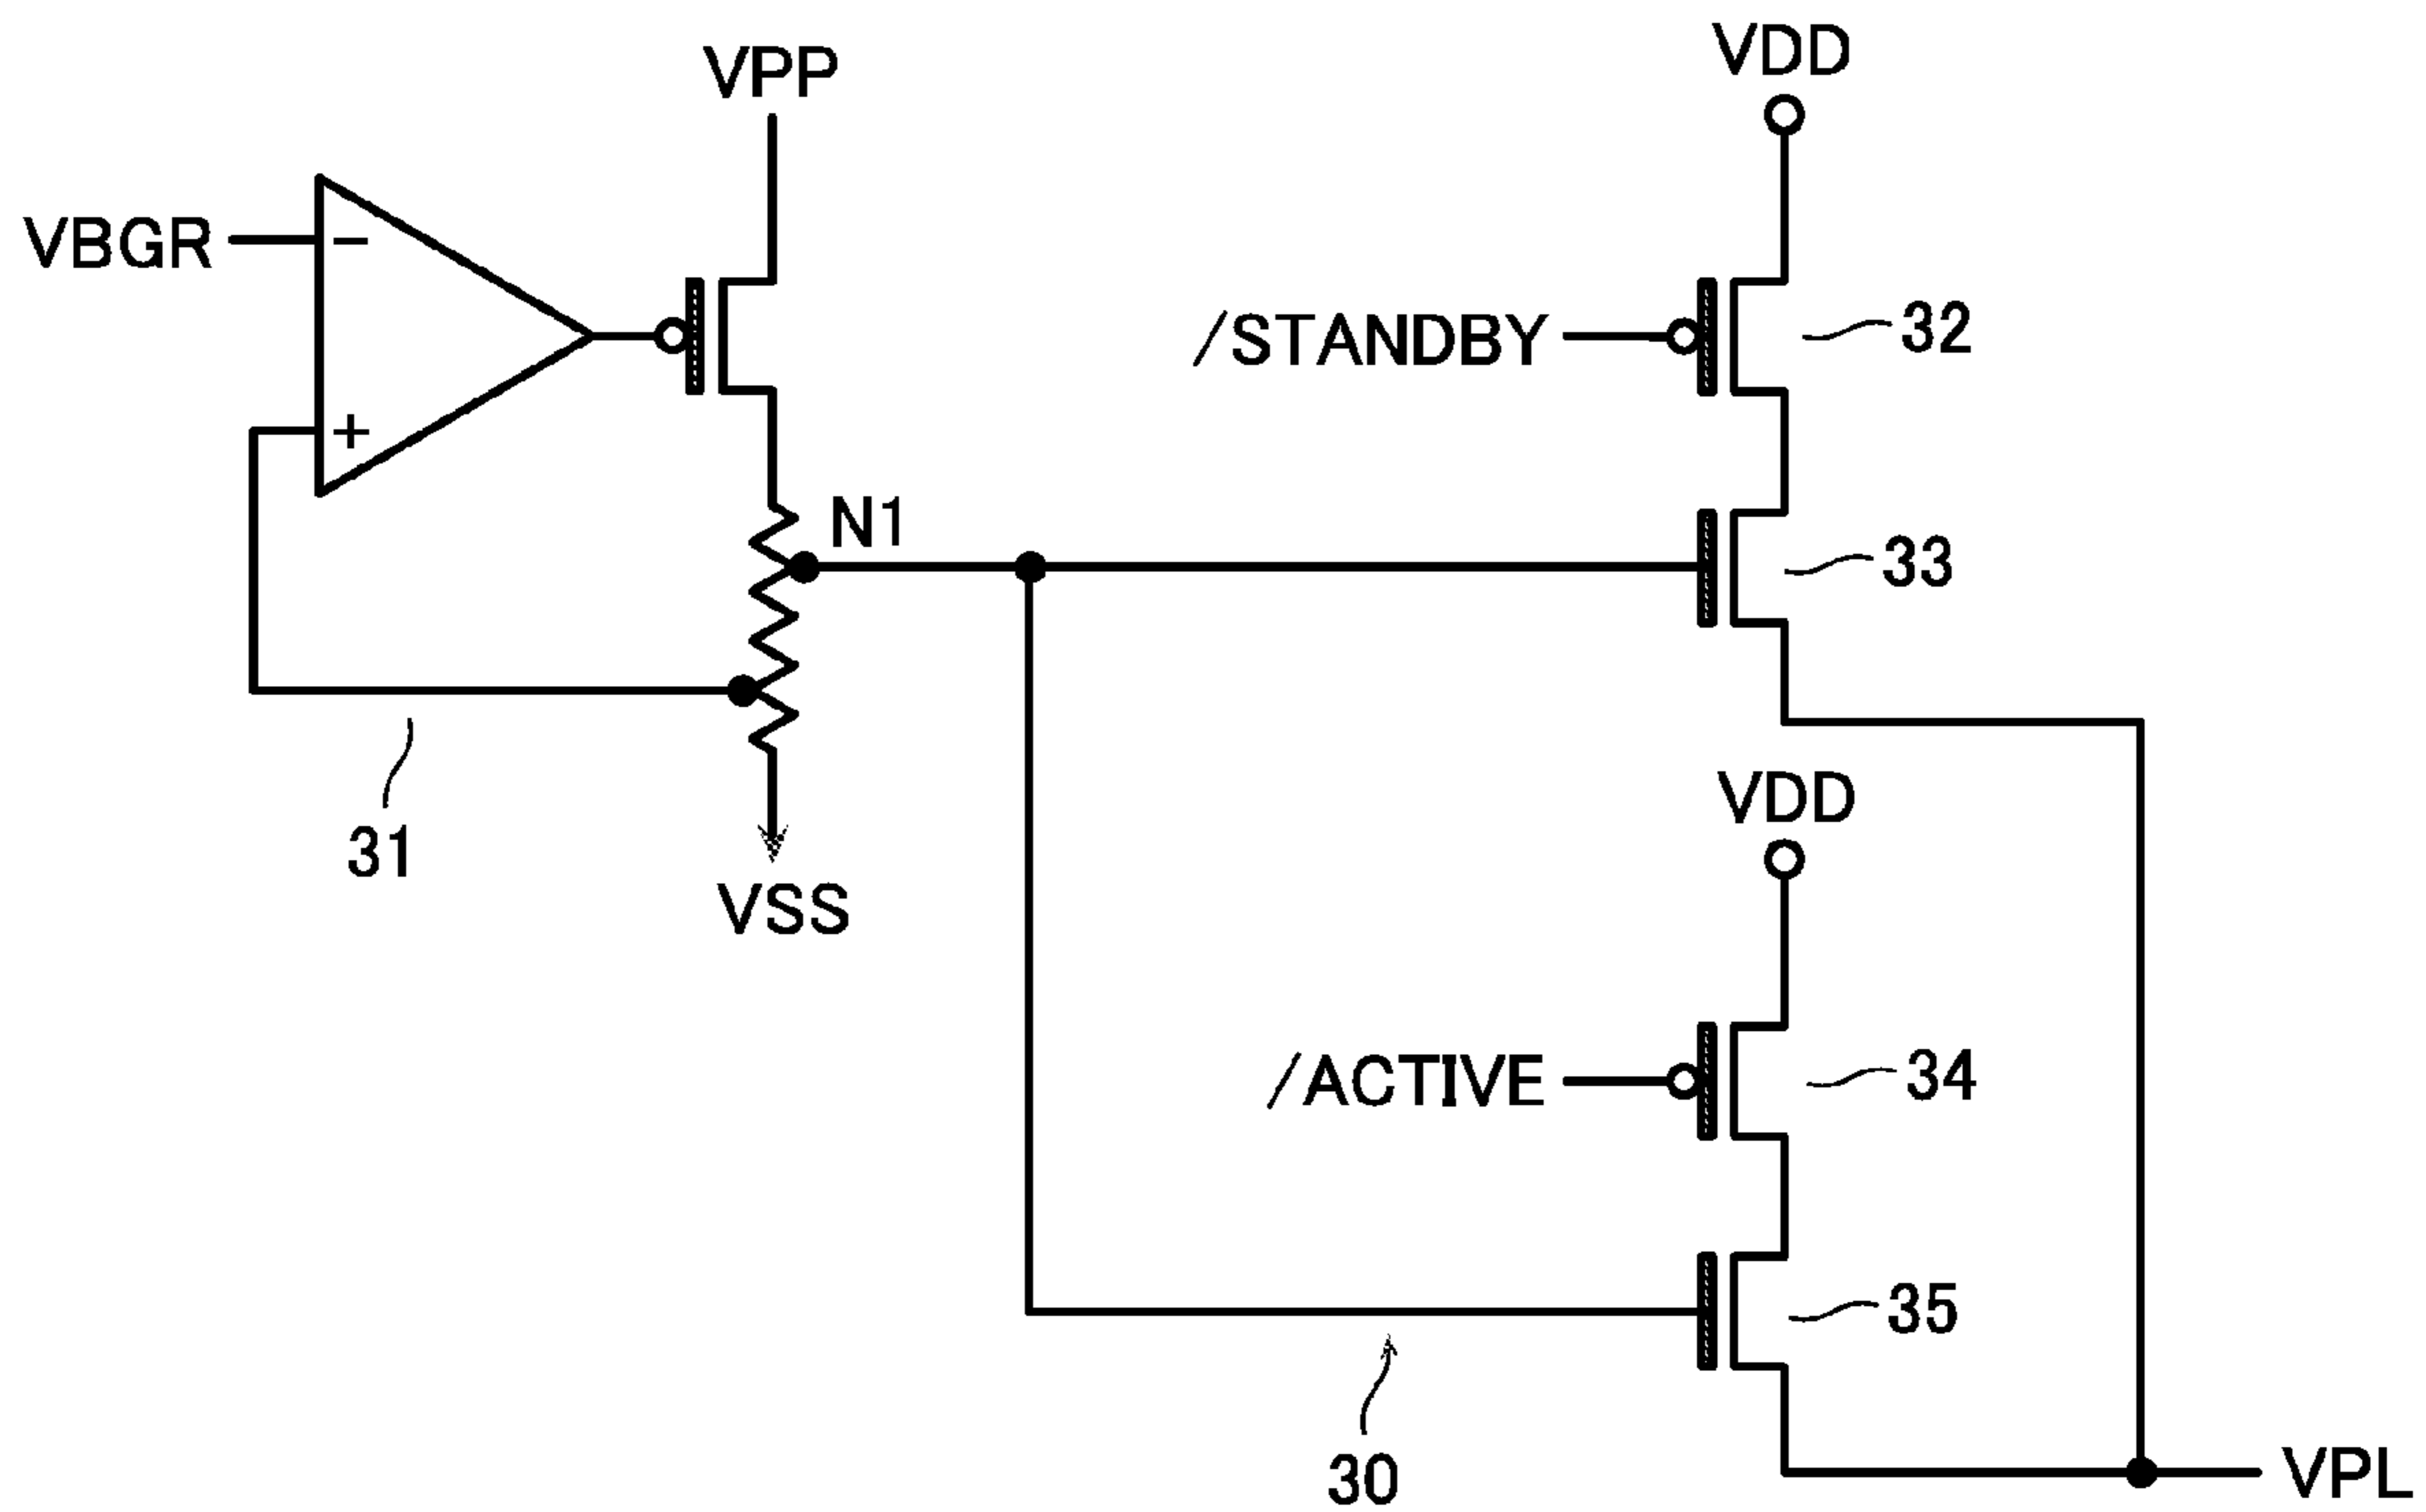 VPP
VDD
VBGR
−
/STANDBY
32
+
N1
33
VDD
31
VSS
/ACTIVE
34
35
30
VPL